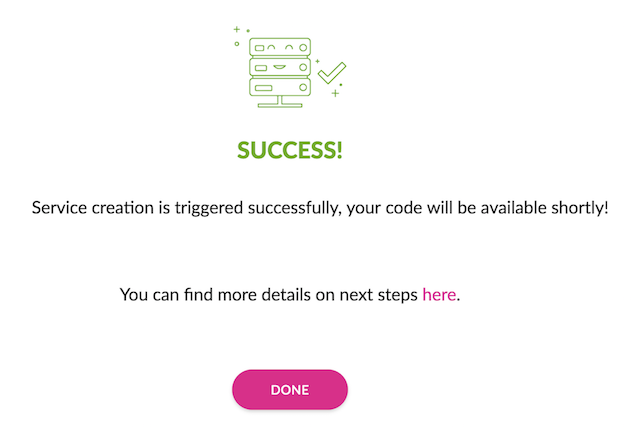 SUCCESS!
Service creation is triggered successfully, your code will be available shortly!
You can find more details on next steps here.
DONE